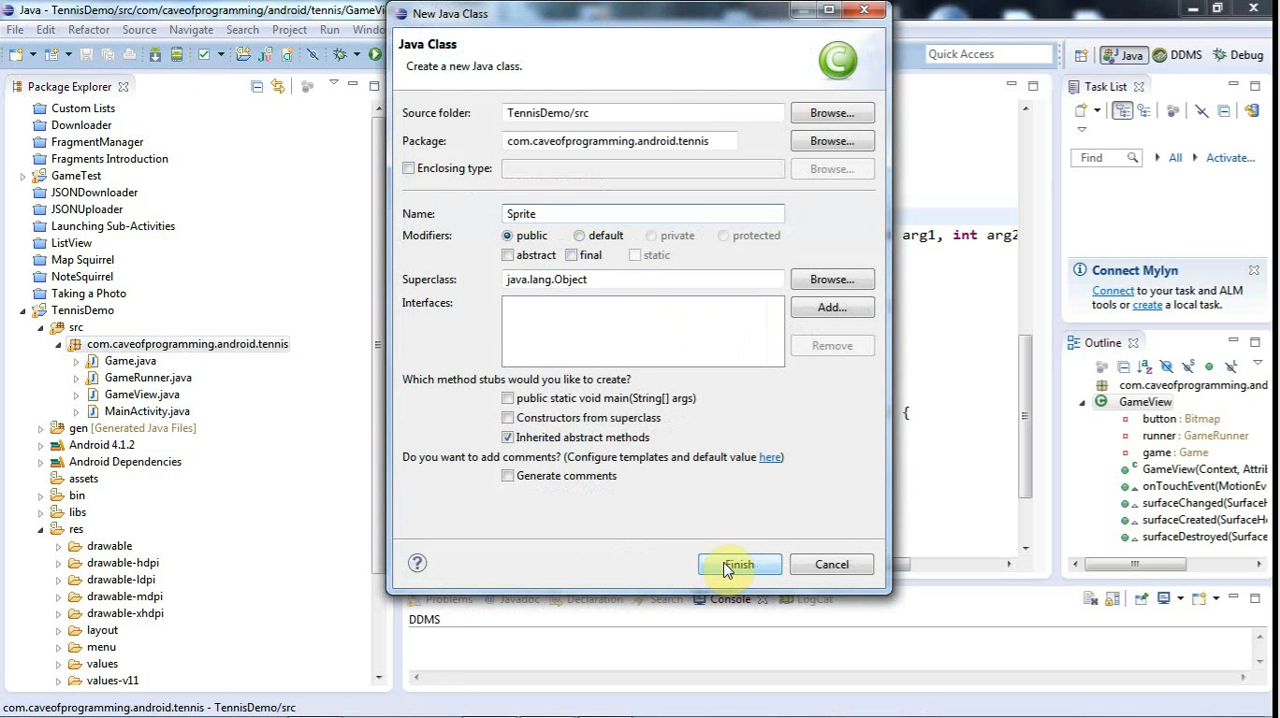 Java - TennisDemo/src/com/caveofprogramming/android/tennis/GameVi
New Java Class
File Edit Refactor Source Navigate Search Project Run
Java Class
Create a new Java class.
Quick Access
Java DDMS Debug
Package Explorer
Task List
Custom Lists
Downloader
FragmentManager
Fragments Introduction
GameTest
JSONDownloader
JSONUploader
Launching Sub-Activities
ListView
Map Squirrel
NoteSquirrel
Taking a Photo
TennisDemo
src
com.caveofprogramming.android.tennis
Game.java
GameRunner.java
GameView.java
MainActivity.java
gen [Generated Java Files]
Android 4.1.2
Android Dependencies
assets
bin
libs
res
drawable
drawable-hdpi
drawable-ldpi
drawable-mdpi
drawable-xhdpi
layout
menu
values
values-v11
Source folder: TennisDemo/src Browse...
Package: com.caveofprogramming.android.tennis Browse...
Enclosing type: Browse...
Name: Sprite
Modifiers: public default private protected
abstract final static
Superclass: java.lang.Object Browse...
Interfaces: Add...
Remove
Which method stubs would you like to create?
public static void main(String[] args)
Constructors from superclass
Inherited abstract methods
Do you want to add comments? (Configure templates and default value here)
Generate comments
Finish Cancel
arg1, int arg2
{
Find All Activate...
Connect Mylyn
Connect to your task and ALM
tools or create a local task.
Outline
com.caveofprogramming.and
GameView
button : Bitmap
runner : GameRunner
game : Game
GameView(Context, Attri
onTouchEvent(MotionEv
surfaceChanged(SurfaceH
surfaceCreated(SurfaceHo
surfaceDestroyed(Surface
Problems @ Javadoc Declaration Search Console LogCat
DDMS
com.caveofprogramming.android.tennis - TennisDemo/src